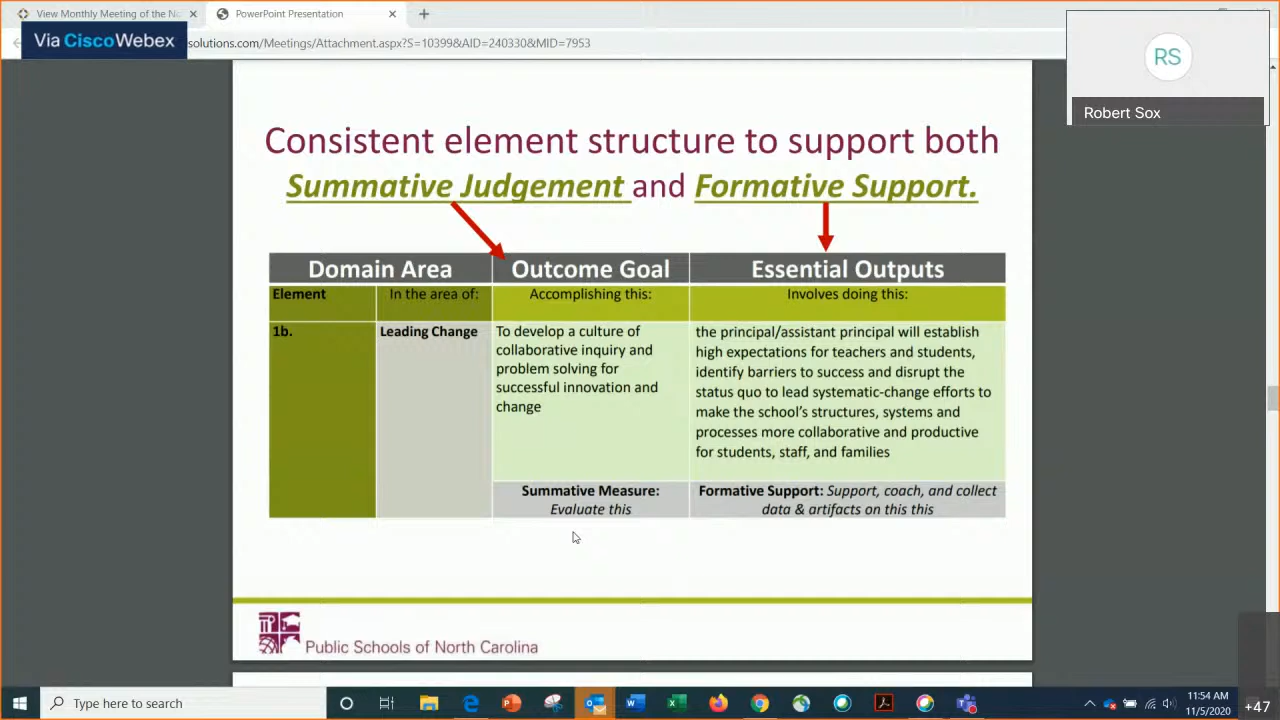 View Monthly Meeting of the No
PowerPoint Presentation
Via Cisco Webex
solutions.com/Meetings/Attachment.aspx?S=10399&AID=240330&MID=7953
RS
Robert Sox
Consistent element structure to support both
Summative Judgement and Formative Support.
Domain Area
Outcome Goal
Essential Outputs
Element
In the area of:
Accomplishing this:
Involves doing this:
1b.
Leading Change
To develop a culture of
collaborative inquiry and
problem solving for
successful innovation and
change
the principal/assistant principal will establish
high expectations for teachers and students,
identify barriers to success and disrupt the
status quo to lead systematic-change efforts to
make the school's structures, systems and
processes more collaborative and productive
for students, staff, and families
Summative Measure:
Evaluate this
Formative Support: Support, coach, and collect
data & artifacts on this this
Public Schools of North Carolina
Type here to search
11:54 AM
11/5/2020
+47